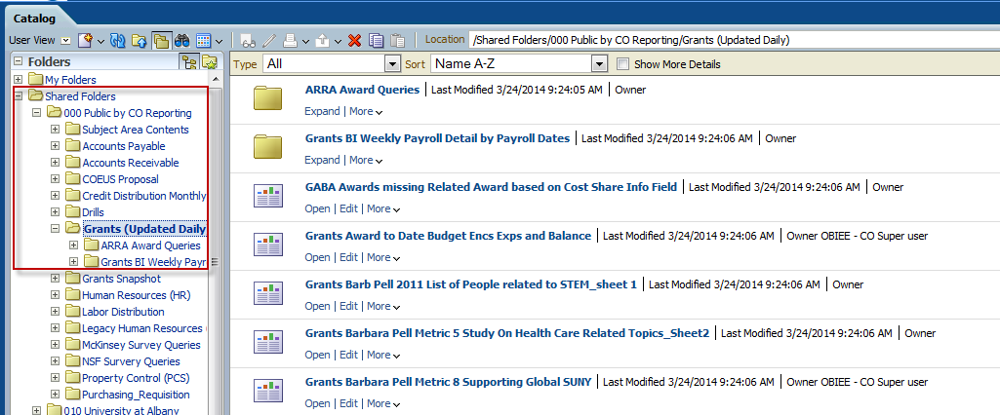 Catalog
User View Location /Shared Folders/000 Public by CO Reporting/Grants (Updated Daily)
Folders
My Folders
Shared Folders
000 Public by CO Reporting
Subject Area Contents
Accounts Payable
Accounts Receivable
COEUS Proposal
Credit Distribution Monthly
Drills
Grants (Updated Daily
ARRA Award Queries
Grants BI Weekly Payr
Grants Snapshot
Human Resources (HR)
Labor Distribution
Legacy Human Resources (
McKinsey Survey Queries
NSF Survery Queries
Property Control (PCS)
Purchasing_Requisition
010 University at Albany
Type All Sort Name A-Z Show More Details
ARRA Award Queries | Last Modified 3/24/2014 9:24:05 AM | Owner
Expand | More
Grants BI Weekly Payroll Detail by Payroll Dates | Last Modified 3/24/2014 9:24:06 AM | Owner
Expand | More
GABA Awards missing Related Award based on Cost Share Info Field | Last Modified 3/24/2014 9:24:06 AM | Owner
Open | Edit | More
Grants Award to Date Budget Encs Exps and Balance | Last Modified 3/24/2014 9:24:06 AM | Owner OBIEE - CO Super user
Open | Edit | More
Grants Barb Pell 2011 List of People related to STEM_sheet 1 | Last Modified 3/24/2014 9:24:06 AM | Owner
Open | Edit | More
Grants Barbara Pell Metric 5 Study On Health Care Related Topics_Sheet2 | Last Modified 3/24/2014 9:24:06 AM | Owner
Open | Edit | More
Grants Barbara Pell Metric 8 Supporting Global SUNY | Last Modified 3/24/2014 9:24:06 AM | Owner OBIEE - CO Super user
Open | Edit | More